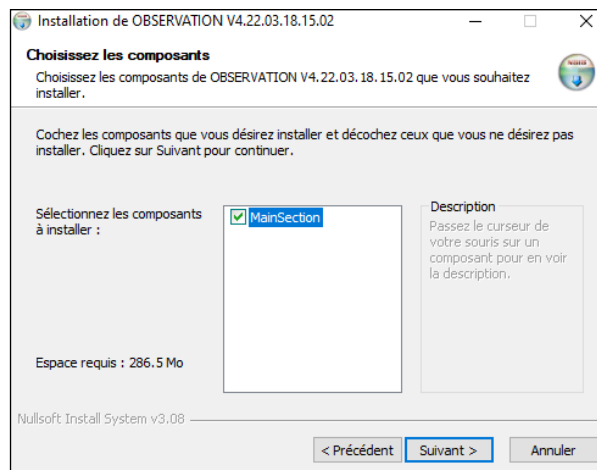 Installation de OBSERVATION V4.22.03.18.15.02
Choisissez les composants
Choisissez les composants de OBSERVATION V4.22.03.18.15.02 que vous souhaitez
installer.
Cochez les composants que vous désirez installer et décochez ceux que vous ne désirez pas
installer. Cliquez sur Suivant pour continuer.
Sélectionnez les composants
à installer :
MainSection
Description
Passez le curseur de
votre souris sur un
composant pour en voir
la description.
Espace requis : 286.5 Mo
Nullsoft Install System v3.08
< Précédent
Suivant >
Annuler